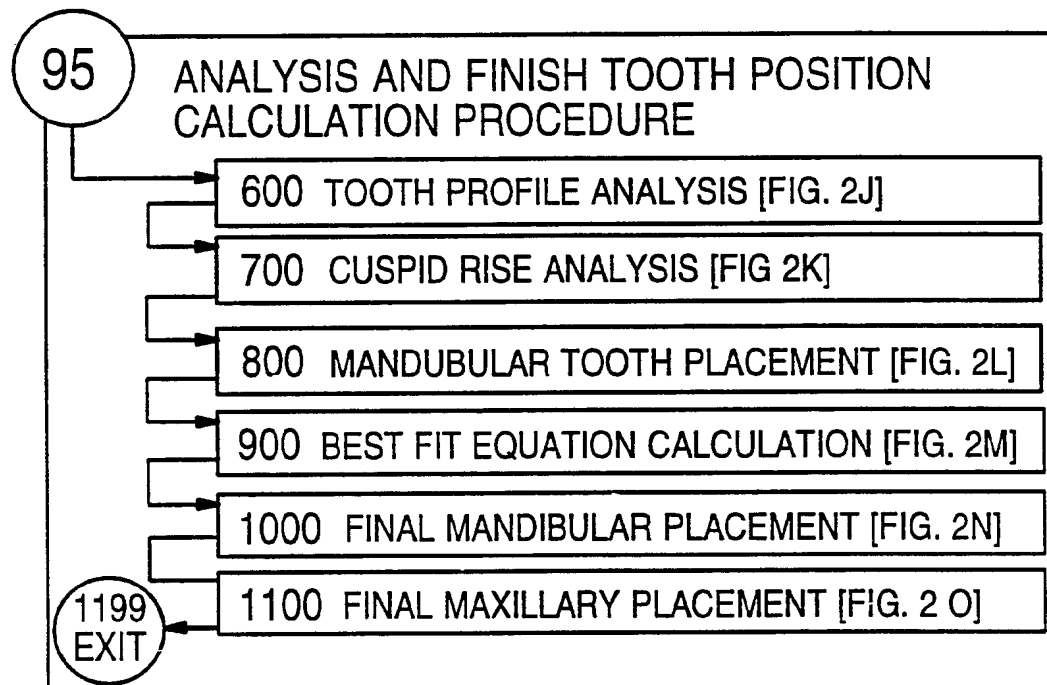 95
ANALYSIS AND FINISH TOOTH POSITION
CALCULATION PROCEDURE
600 TOOTH PROFILE ANALYSIS [FIG. 2J]
700 CUSPID RISE ANALYSIS [FIG 2K]
800 MANDUBULAR TOOTH PLACEMENT [FIG. 2L]
900 BEST FIT EQUATION CALCULATION [FIG. 2M]
1000 FINAL MANDIBULAR PLACEMENT [FIG. 2N]
1100 FINAL MAXILLARY PLACEMENT [FIG. 2 O]
1199
EXIT